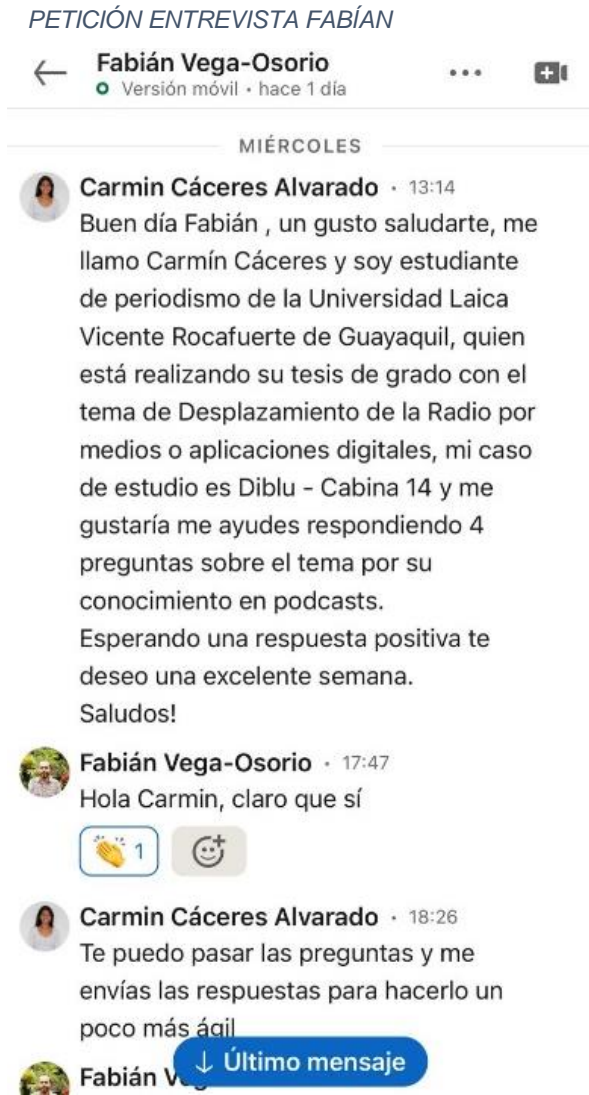 PETICIÓN ENTREVISTA FABÍAN
Fabián Vega-Osorio
Versión móvil • hace 1 día
MIÉRCOLES
Carmin Cáceres Alvarado • 13:14
Buen día Fabián , un gusto saludarte, me
llamo Carmín Cáceres y soy estudiante
de periodismo de la Universidad Laica
Vicente Rocafuerte de Guayaquil, quien
está realizando su tesis de grado con el
tema de Desplazamiento de la Radio por
medios o aplicaciones digitales, mi caso
de estudio es Diblu - Cabina 14 y me
gustaría me ayudes respondiendo 4
preguntas sobre el tema por su
conocimiento en podcasts.
Esperando una respuesta positiva te
deseo una excelente semana.
Saludos!
Fabián Vega-Osorio • 17:47
Hola Carmin, claro que sí
👏 1
Carmin Cáceres Alvarado • 18:26
Te puedo pasar las preguntas y me
envías las respuestas para hacerlo un
poco más ágil
↓ Último mensaje
Fabián